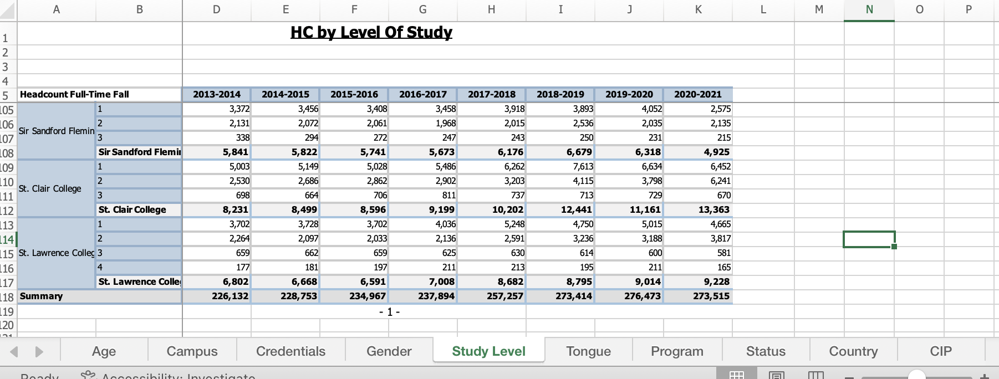 A B D E F G H I J K L M N O P
1 HC by Level Of Study
2
3
4
5 Headcount Full-Time Fall 2013-2014 2014-2015 2015-2016 2016-2017 2017-2018 2018-2019 2019-2020 2020-2021
105 1 3,372 3,456 3,408 3,458 3,918 3,893 4,052 2,575
106 Sir Sandford Flemin 2 2,131 2,072 2,061 1,968 2,015 2,536 2,035 2,135
107 3 338 294 272 247 243 250 231 215
108 Sir Sandford Flemin 5,841 5,822 5,741 5,673 6,176 6,679 6,318 4,925
109 1 5,003 5,149 5,028 5,486 6,262 7,613 6,634 6,452
110 St. Clair College 2 2,530 2,686 2,862 2,902 3,203 4,115 3,798 6,241
111 3 698 664 706 811 737 713 729 670
112 St. Clair College 8,231 8,499 8,596 9,199 10,202 12,441 11,161 13,363
113 1 3,702 3,728 3,702 4,036 5,248 4,750 5,015 4,665
114 2 2,264 2,097 2,033 2,136 2,591 3,236 3,188 3,817
115 St. Lawrence Colleg 3 659 662 659 625 630 614 600 581
116 4 177 181 197 211 213 195 211 165
117 St. Lawrence Colleg 6,802 6,668 6,591 7,008 8,682 8,795 9,014 9,228
118 Summary 226,132 228,753 234,967 237,894 257,257 273,414 276,473 273,515
119 - 1 -
120
121
Age Campus Credentials Gender Study Level Tongue Program Status Country CIP
Ready Accessibility: Investigate